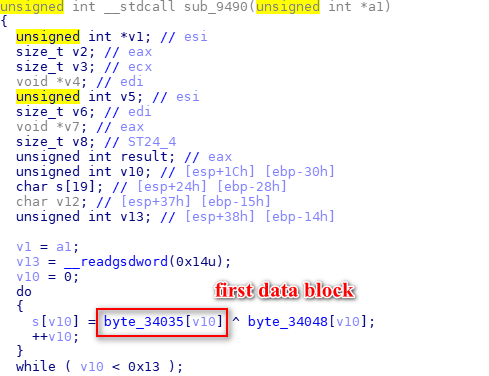 unsigned int __stdcall sub_9490(unsigned int *a1)
{
unsigned int *v1; // esi
size_t v2; // eax
size_t v3; // ecx
void *v4; // edi
unsigned int v5; // esi
size_t v6; // edi
void *v7; // eax
size_t v8; // ST24_4
unsigned int result; // eax
unsigned int v10; // [esp+1Ch] [ebp-30h]
char s[19]; // [esp+24h] [ebp-28h]
char v12; // [esp+37h] [ebp-15h]
unsigned int v13; // [esp+38h] [ebp-14h]
v1 = a1;
v13 = __readgsdword(0x14u);
v10 = 0;
first data block
do
{
s[v10] = byte_34035[v10] ^ byte_34048[v10];
++v10;
}
while ( v10 < 0x13 );